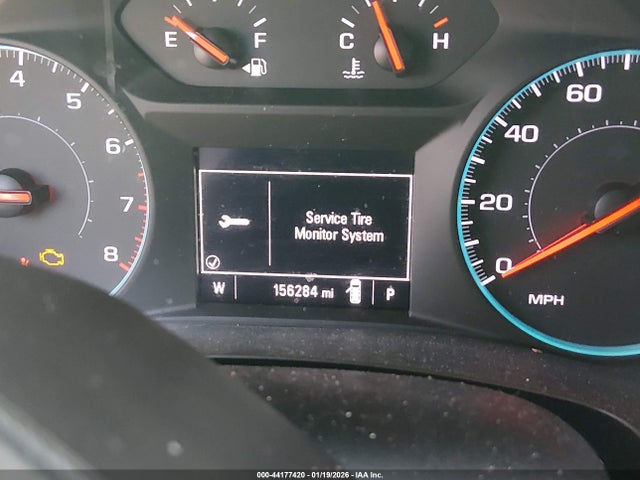 E F C H
4
5
6
7
8
Service Tire
Monitor System
W 156284 mi P
60
40
20
0
MPH
000-44177420 | 01/19/2026 | IAA Inc.